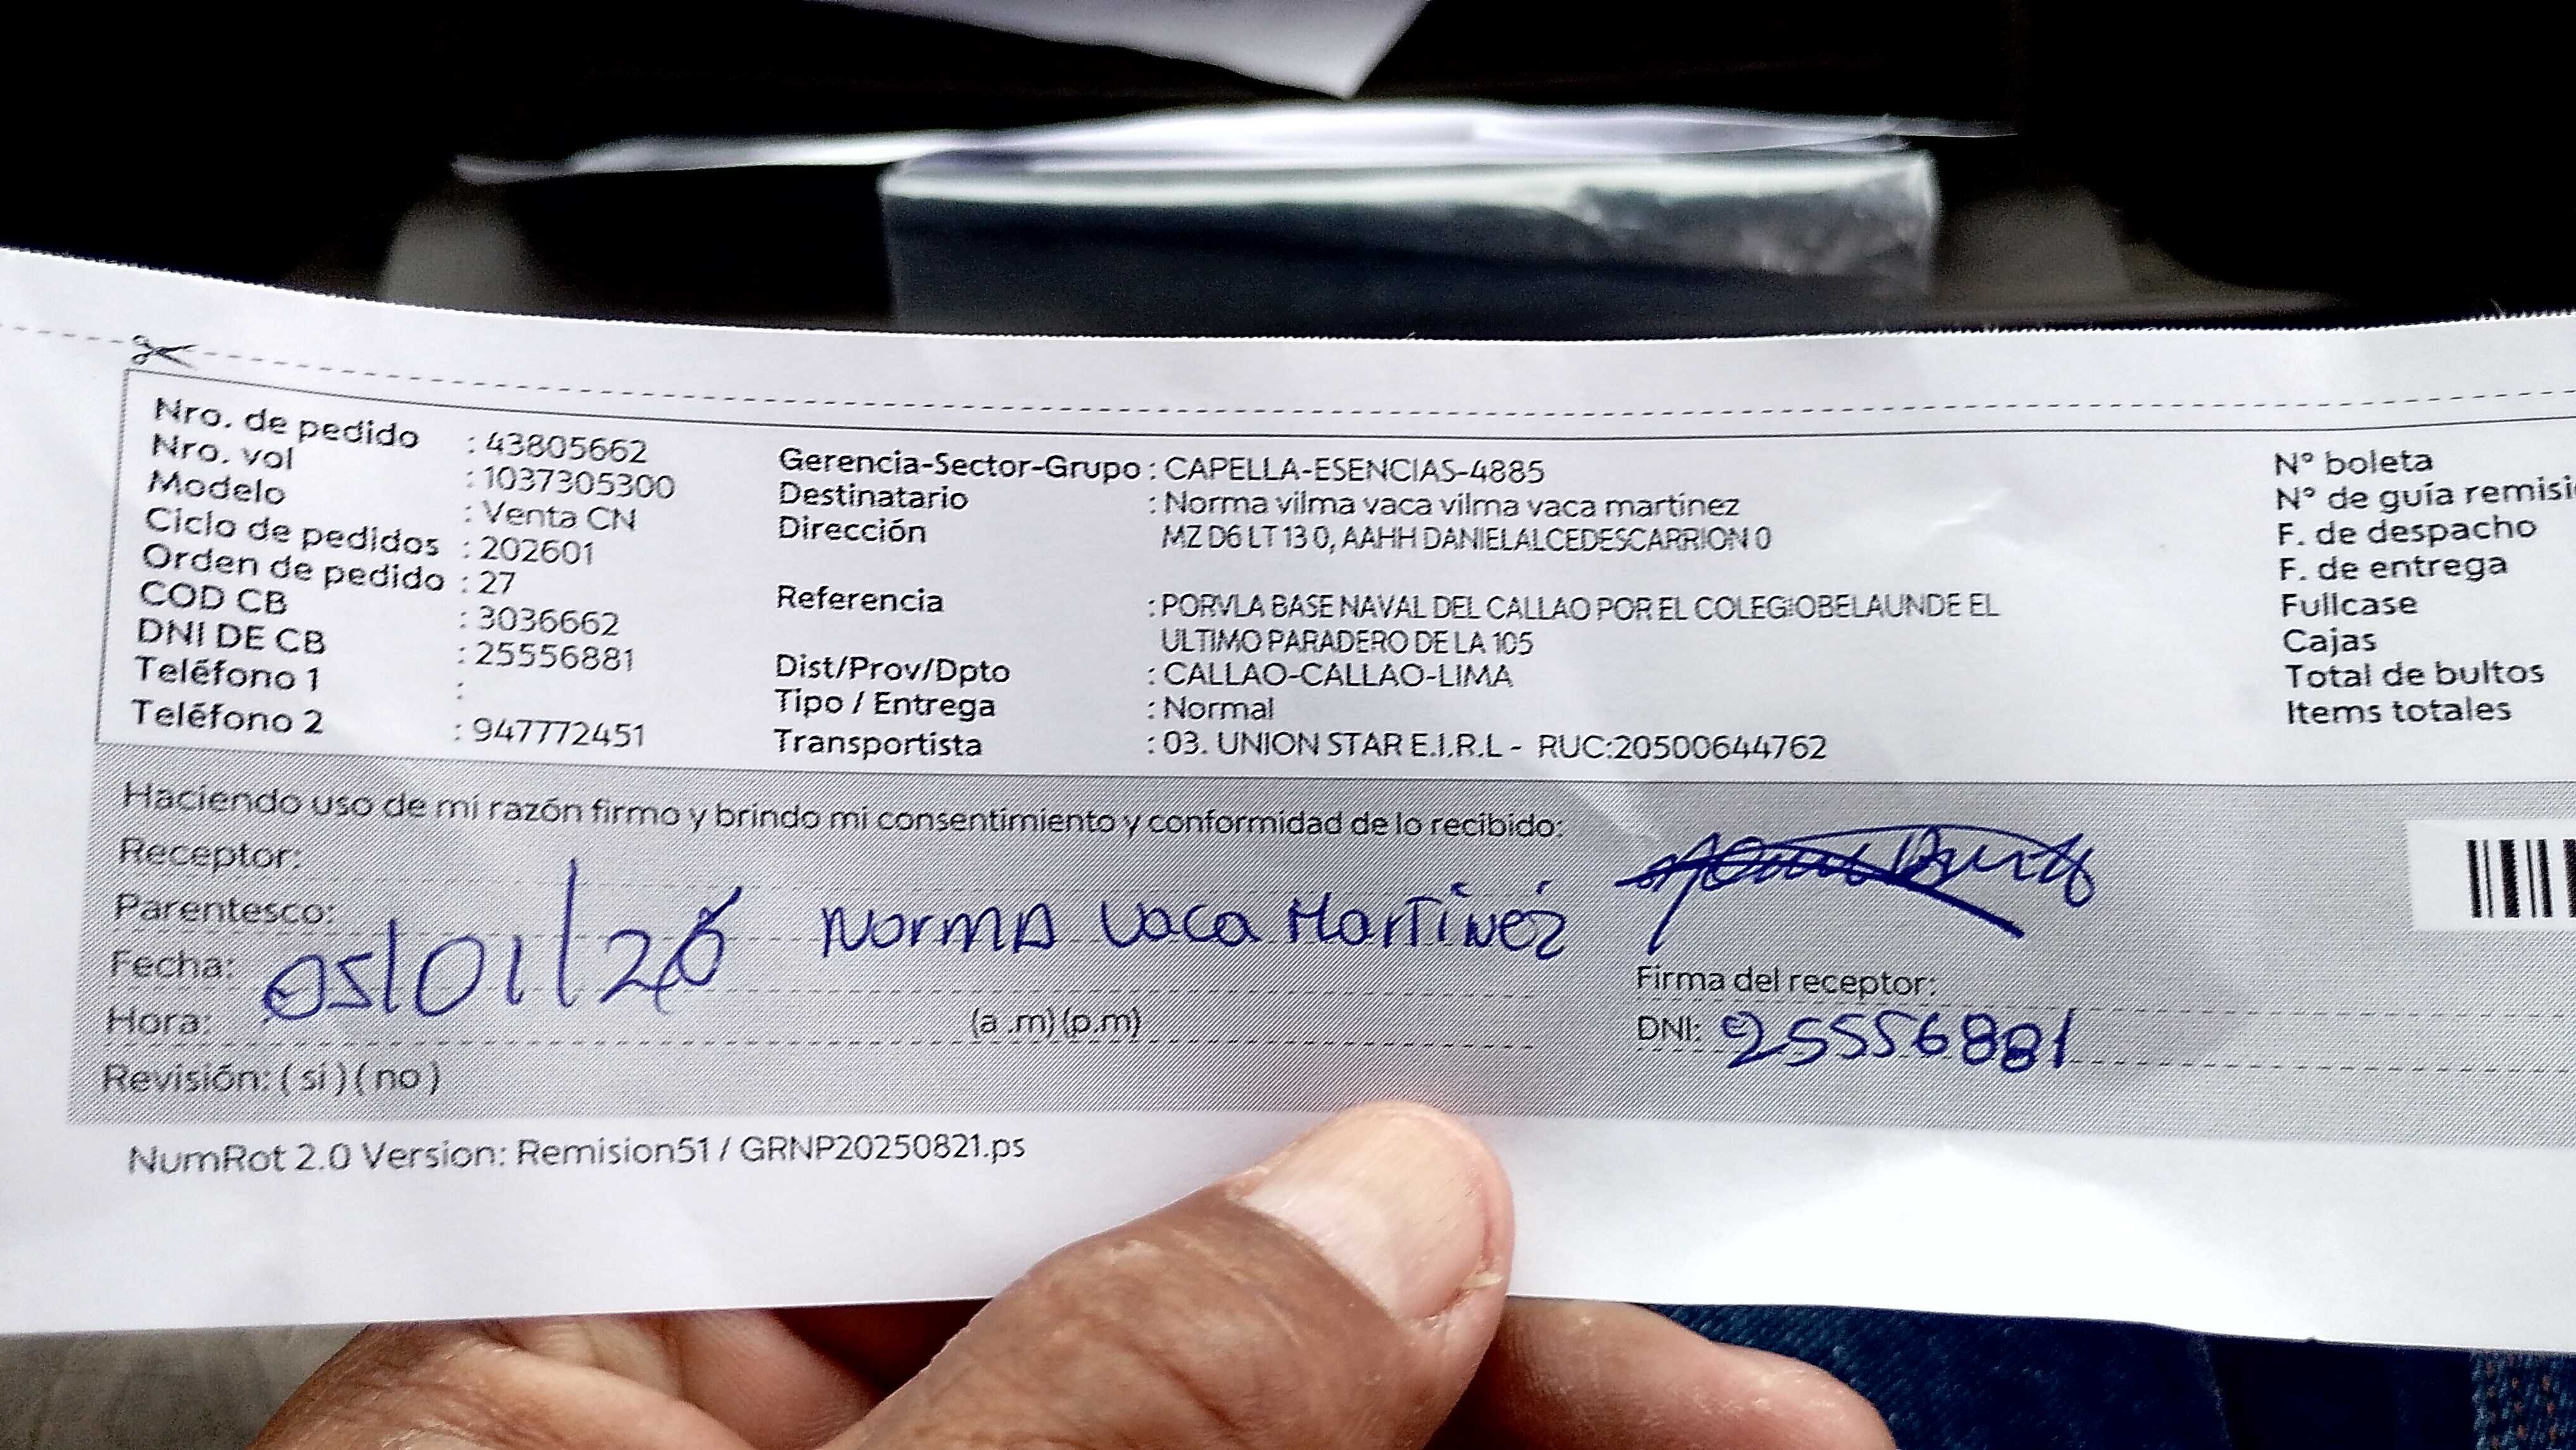 Nro. de pedido : 43805662
Nro. vol : 1037305300
Modelo : Venta CN
Ciclo de pedidos : 202601
Orden de pedido : 27
COD CB : 3036662
DNI DE CB : 25556881
Teléfono 1 :
Teléfono 2 : 947772451
Gerencia-Sector-Grupo : CAPELLA-ESENCIAS-4885
Destinatario : Norma vilma vaca vilma vaca martinez
Dirección MZ D6 LT 13 0, AAHH DANIELALCEDESCARRION 0
Referencia : PORVLA BASE NAVAL DEL CALLAO POR EL COLEGIOBELAUNDE EL
ULTIMO PARADERO DE LA 105
Dist/Prov/Dpto : CALLAO-CALLAO-LIMA
Tipo / Entrega : Normal
Transportista : 03. UNION STAR E.I.R.L - RUC:20500644762
N° boleta
N° de guía
F. de despacho
F. de entrega
Fullcase
Cajas
Total de bultos
Items totales
Haciendo uso de mi razón firmo y brindo mi consentimiento y conformidad de lo recibido:
Receptor:
Parentesco: Norma Vaca Martinez
Fecha: 05/01/26
Hora: (a .m) (p.m)
Revisión: ( si ) ( no )
Firma del receptor:
DNI: 25556881
NumRot 2.0 Version: Remision51 / GRNP20250821.ps